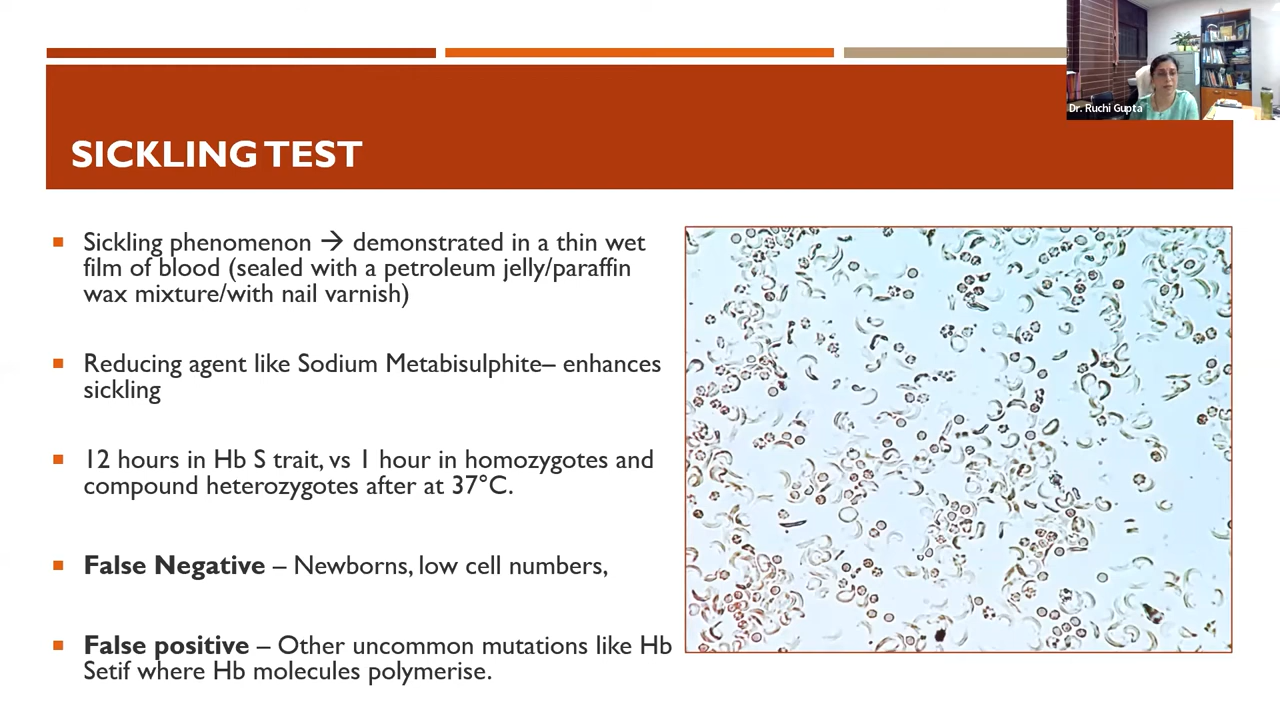 Dr. Ruchi Gupta
SICKLING TEST
▪ Sickling phenomenon → demonstrated in a thin wet
film of blood (sealed with a petroleum jelly/paraffin
wax mixture/with nail varnish)
▪ Reducing agent like Sodium Metabisulphite– enhances
sickling
▪ 12 hours in Hb S trait, vs 1 hour in homozygotes and
compound heterozygotes after at 37°C.
▪ False Negative – Newborns, low cell numbers,
▪ False positive – Other uncommon mutations like Hb
Setif where Hb molecules polymerise.